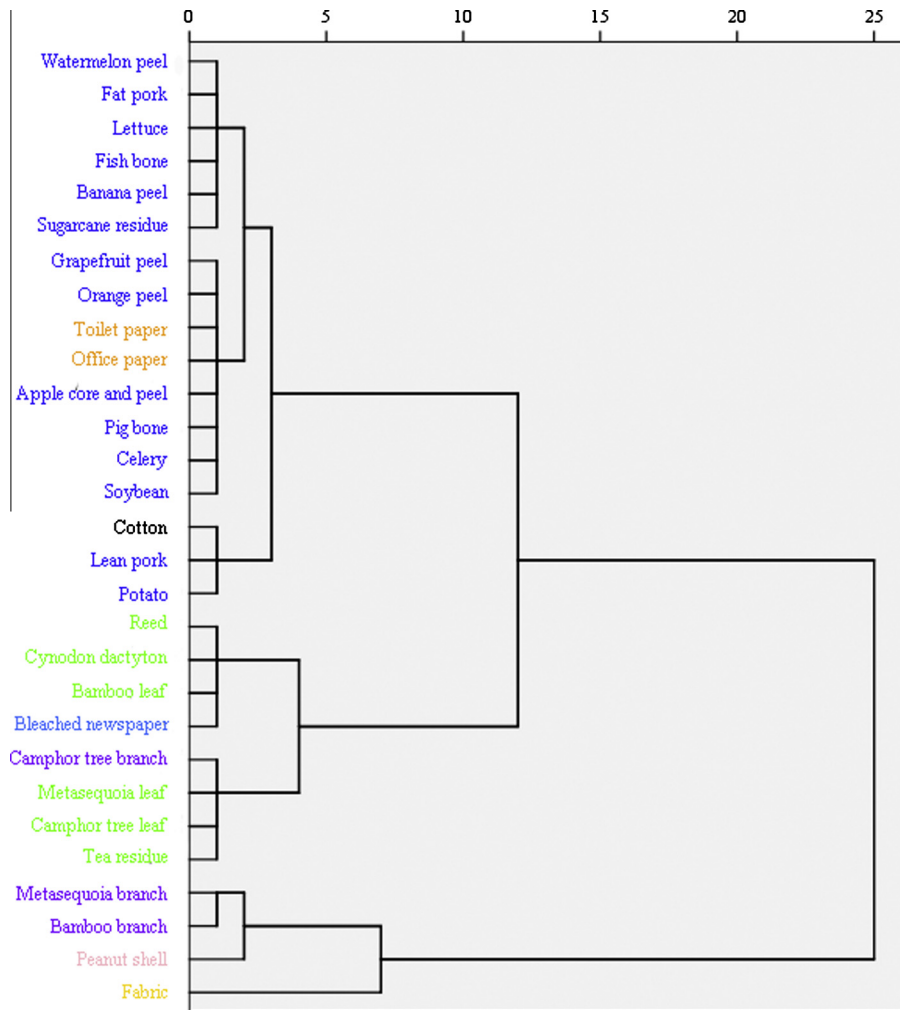 0 5 10 15 20 25
Watermelon peel
Fat pork
Lettuce
Fish bone
Banana peel
Sugarcane residue
Grapefruit peel
Orange peel
Toilet paper
Office paper
Apple core and peel
Pig bone
Celery
Soybean
Cotton
Lean pork
Potato
Reed
Cynodon dactyton
Bamboo leaf
Bleached newspaper
Camphor tree branch
Metasequoia leaf
Camphor tree leaf
Tea residue
Metasequoia branch
Bamboo branch
Peanut shell
Fabric